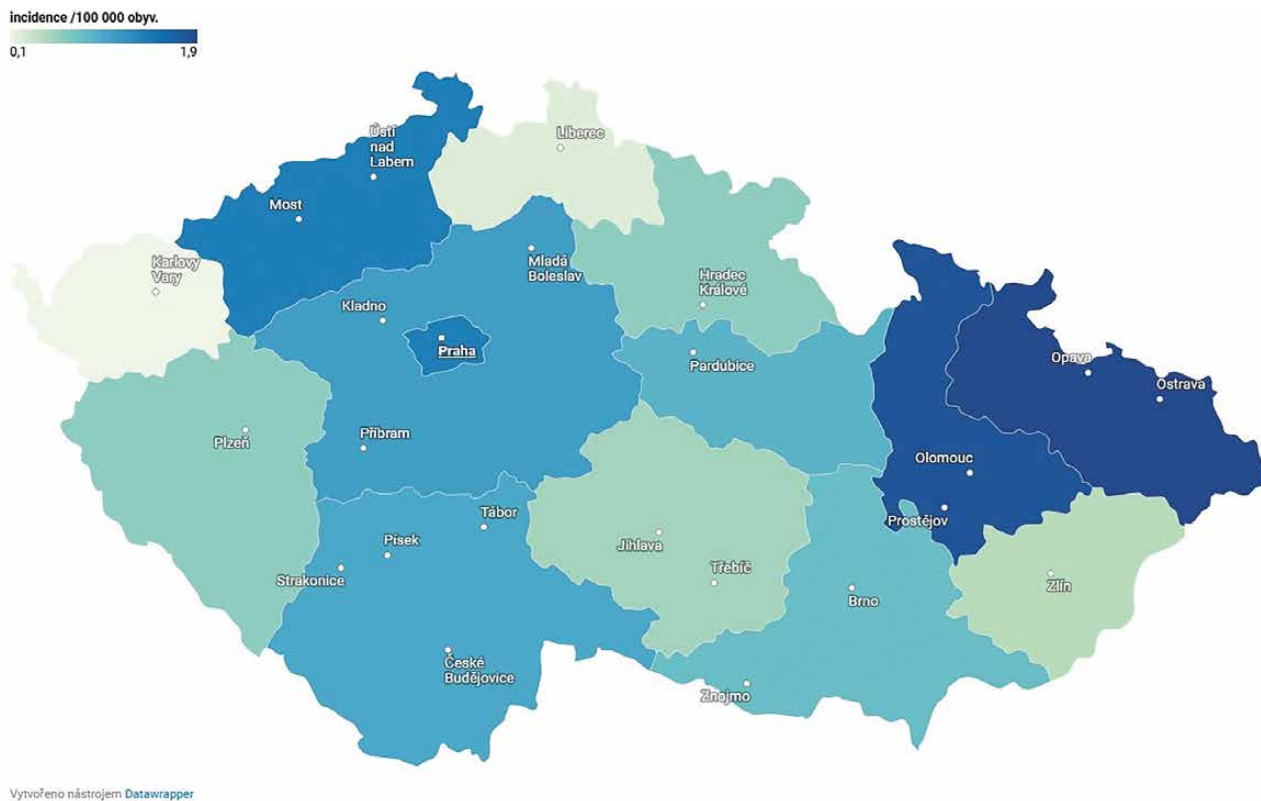 incidence /100 000 obyv.
0,1 1,9
Liberec
Ústí
nad
Labem
Most
Karlovy
Vary
Mladá
Boleslav
Hradec
Králové
Kladno
Praha
Pardubice
Opava
Ostrava
Plzeň
Příbram
Olomouc
Prostějov
Tábor
Písek
Jihlava
Strakonice
Třebíč
Brno
Zlín
České
Budějovice
Znojmo
Vytvořeno nástrojem Datawrapper